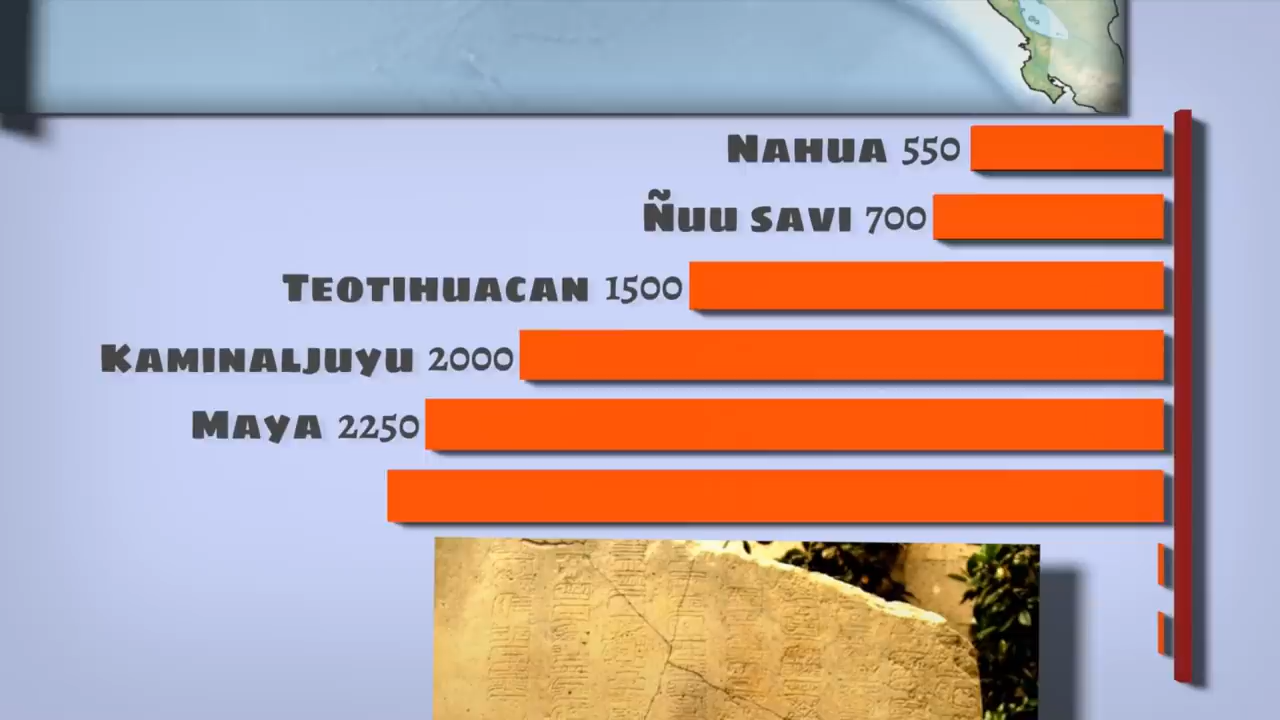 Nahua 550
Ñuu savi 700
Teotihuacan 1500
Kaminaljuyu 2000
Maya 2250